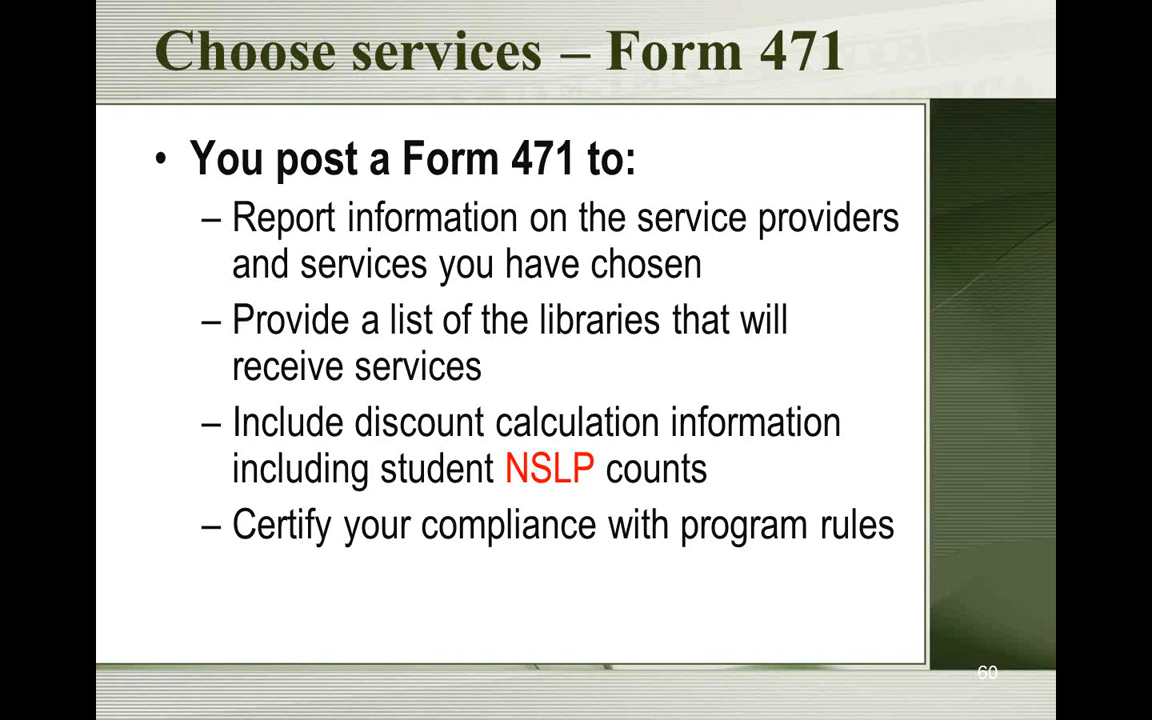 Choose services – Form 471
• You post a Form 471 to:
– Report information on the service providers
and services you have chosen
– Provide a list of the libraries that will
receive services
– Include discount calculation information
including student NSLP counts
– Certify your compliance with program rules
60